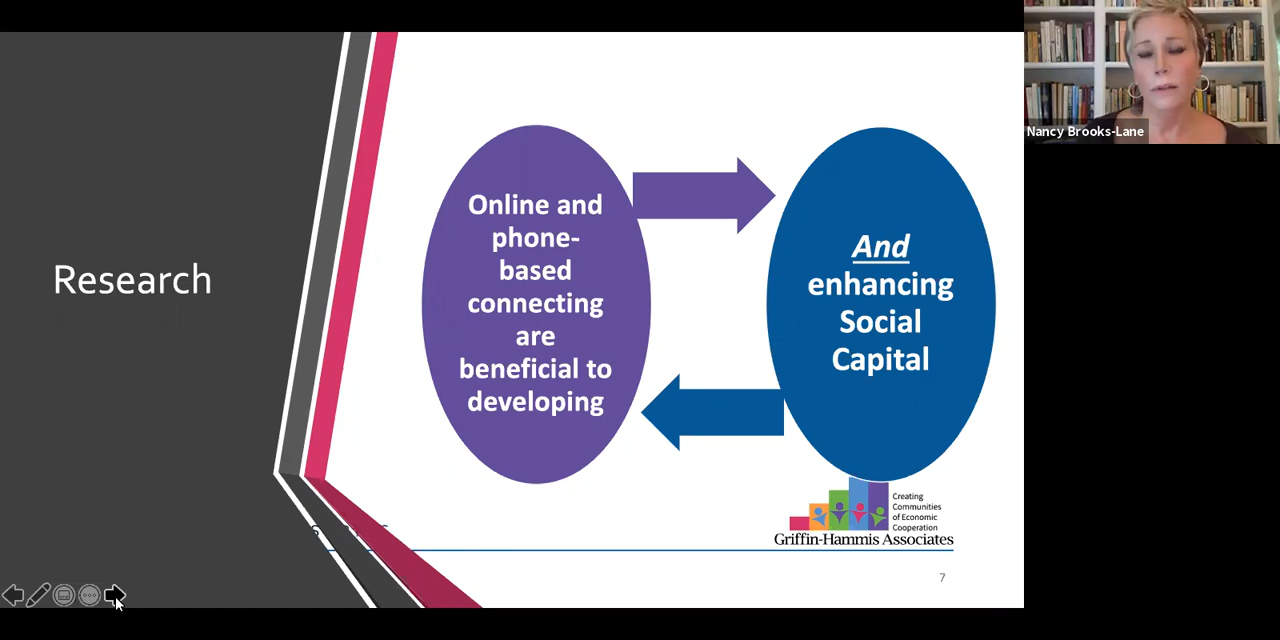 Research
Online and
phone-
based
connecting
are
beneficial to
developing
And
enhancing
Social
Capital
Creating
Communities
of Economic
Cooperation
Griffin-Hammis Associates
7
Nancy Brooks-Lane